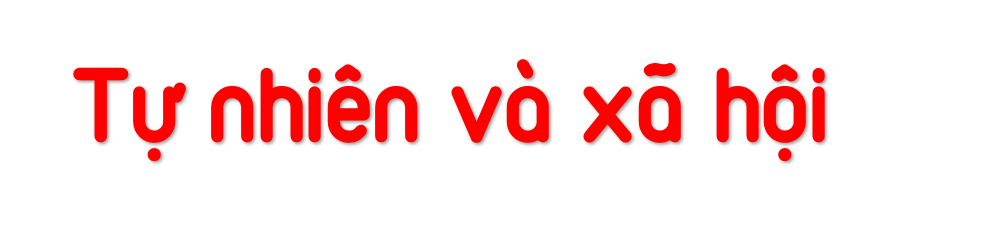 Tự nhiên và xã hội